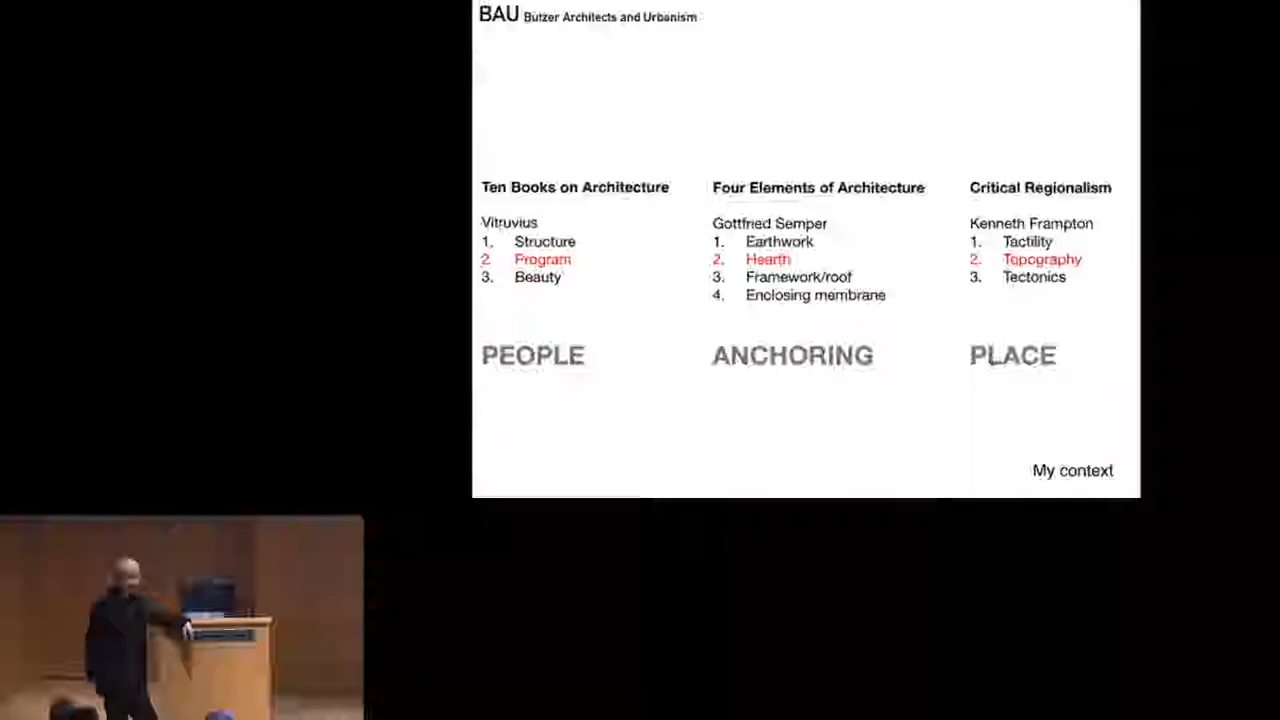 BAU Butzer Architects and Urbanism
Ten Books on Architecture
Vitruvius
1. Structure
2. Program
3. Beauty
PEOPLE
Four Elements of Architecture
Gottfried Semper
1. Earthwork
2. Hearth
3. Framework/roof
4. Enclosing membrane
ANCHORING
Critical Regionalism
Kenneth Frampton
1. Tactility
2. Topography
3. Tectonics
PLACE
My context